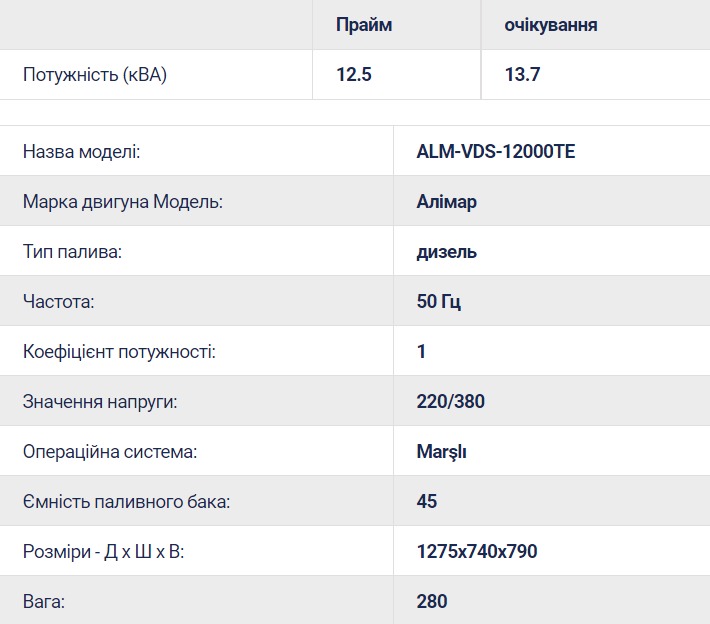 Прайм очікування
Потужність (кВА) 12.5 13.7
Назва моделі: ALM-VDS-12000TE
Марка двигуна Модель: Алімар
Тип палива: дизель
Частота: 50 Гц
Коефіцієнт потужності: 1
Значення напруги: 220/380
Операційна система: Marşlı
Ємність паливного бака: 45
Розміри - Д x Ш x В: 1275x740x790
Вага: 280